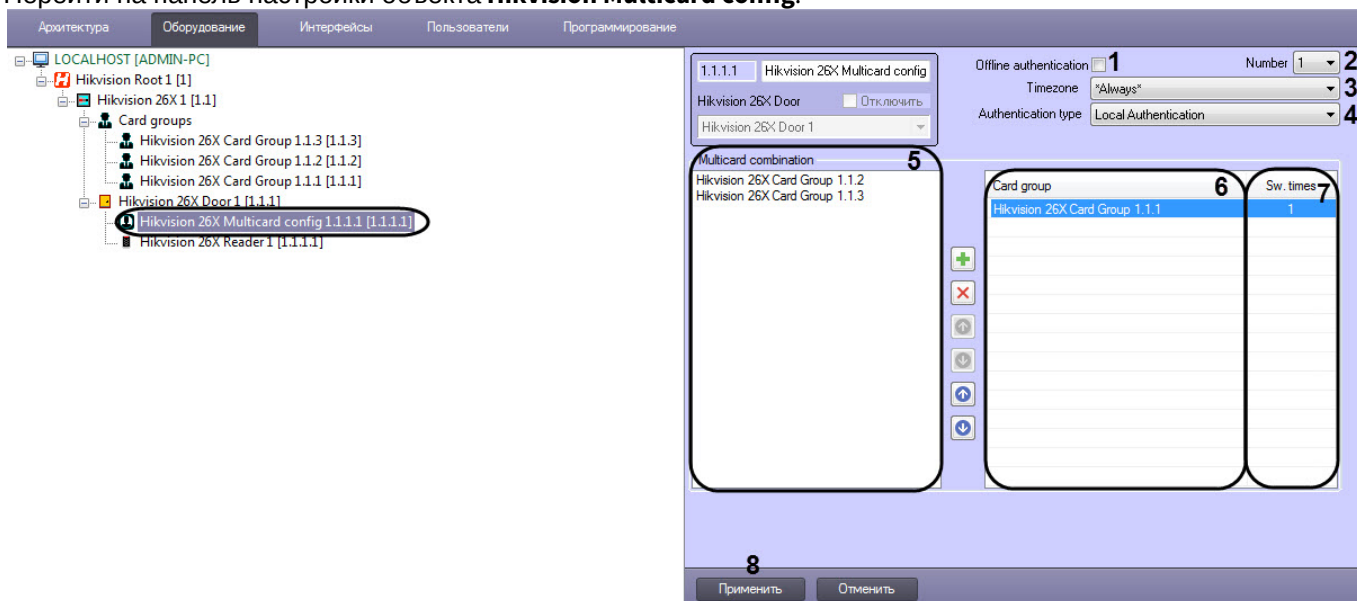 Перейти на панель настройки объекта Hikvision Multicard config.
Архитектура Оборудование Интерфейсы Пользователи Программирование
LOCALHOST [ADMIN-PC]
Hikvision Root 1 [1]
Hikvision 26X 1 [1.1]
Card groups
Hikvision 26X Card Group 1.1.3 [1.1.3]
Hikvision 26X Card Group 1.1.2 [1.1.2]
Hikvision 26X Card Group 1.1.1 [1.1.1]
Hikvision 26X Door 1 [1.1.1]
Hikvision 26X Multicard config 1.1.1.1 [1.1.1.1]
Hikvision 26X Reader 1 [1.1.1.1]
1.1.1.1 Hikvision 26X Multicard config
Hikvision 26X Door Отключить
Hikvision 26X Door 1
Offline authentication 1 Number 1 2
Timezone *Always* 3
Authentication type Local Authentication 4
Multicard combination 5
Hikvision 26X Card Group 1.1.2
Hikvision 26X Card Group 1.1.3
Card group 6 Sw. times 7
Hikvision 26X Card Group 1.1.1 1
8
Применить Отменить